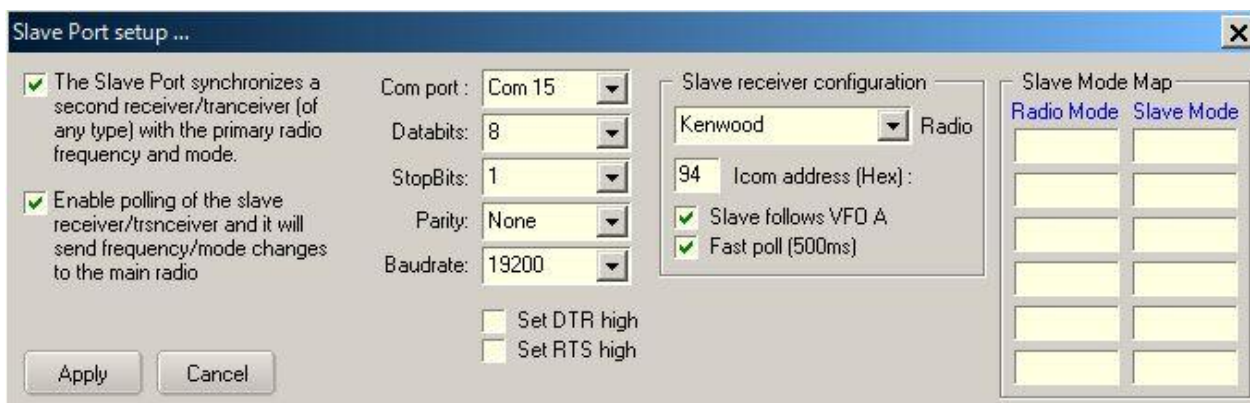 Slave Port setup ...
The Slave Port synchronizes a
second receiver/tranceiver (of
any type) with the primary radio
frequency and mode.
Enable polling of the slave
receiver/trsnceiver and it will
send frequency/mode changes
to the main radio
Apply
Cancel
Com port : Com 15
Databits: 8
StopBits: 1
Parity: None
Baudrate: 19200
Set DTR high
Set RTS high
Slave receiver configuration
Kenwood Radio
94 Icom address (Hex) :
Slave follows VFO A
Fast poll (500ms)
Slave Mode Map
Radio Mode Slave Mode